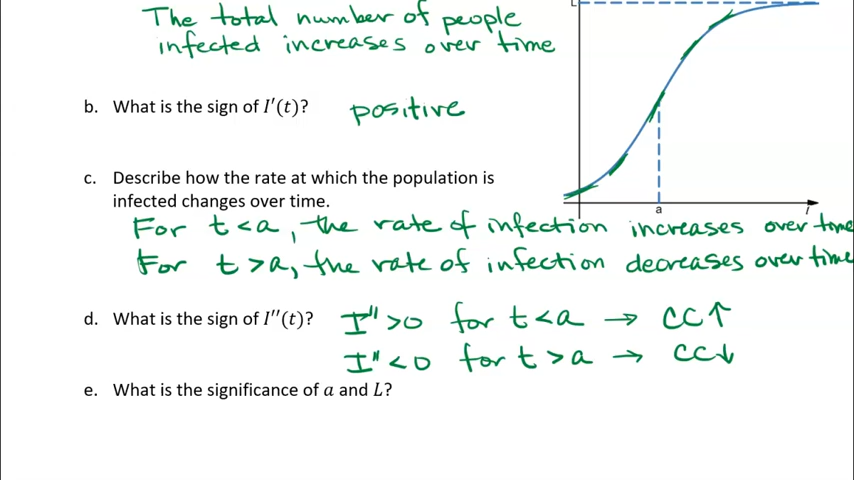 The total number of people
infected increases over time
L
b. What is the sign of I′(t)? positive
c. Describe how the rate at which the population is
infected changes over time.
a
t
For t < a, the rate of infection increases over time
For t > a, the rate of infection decreases over time
d. What is the sign of I′′(t)? I" > 0 for t < a → CC↑
I" < 0 for t > a → CC↓
e. What is the significance of a and L?